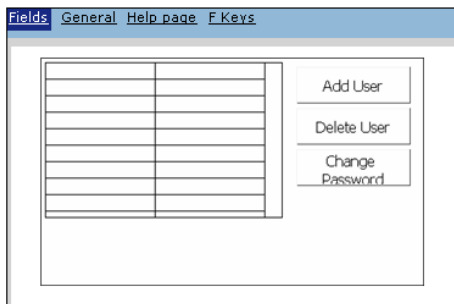 Fields General Help page F Keys
Add User
Delete User
Change
Password